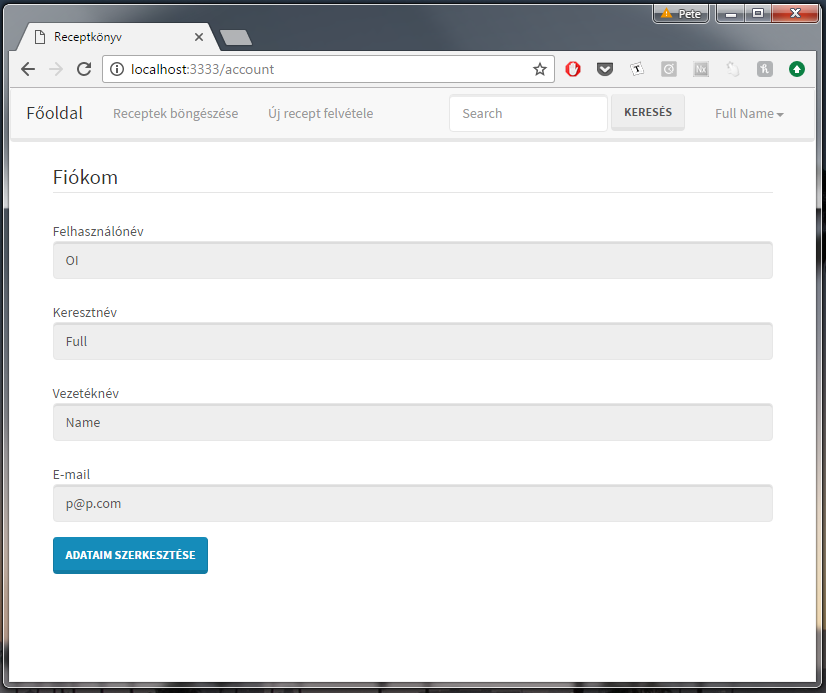 Pete
Receptkönyv
localhost:3333/account
Főoldal Receptek böngészése Új recept felvétele Search KERESÉS Full Name
Fiókom
Felhasználónév
OI
Keresztnév
Full
Vezetéknév
Name
E-mail
p@p.com
ADATAIM SZERKESZTÉSE